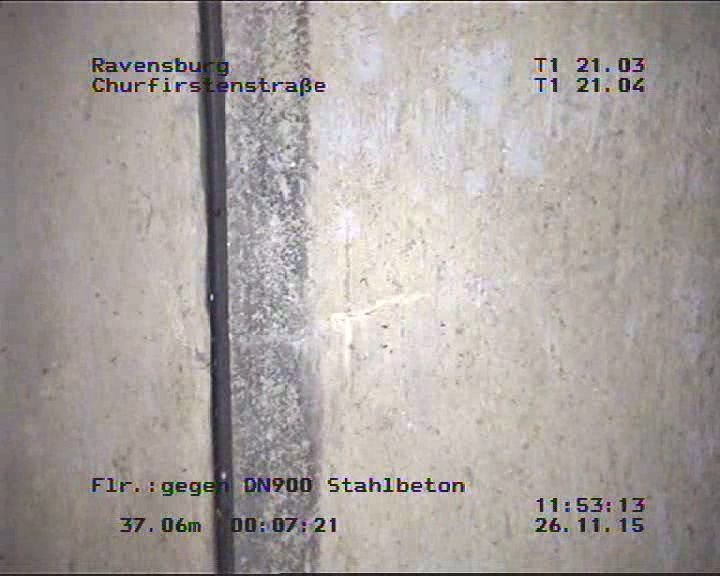 Ravensburg
Churfirstenstraße
T1 21.03
T1 21.04
Flr.:gegen DN900 Stahlbeton
37.06m 00:07:21
11:53:13
26.11.15